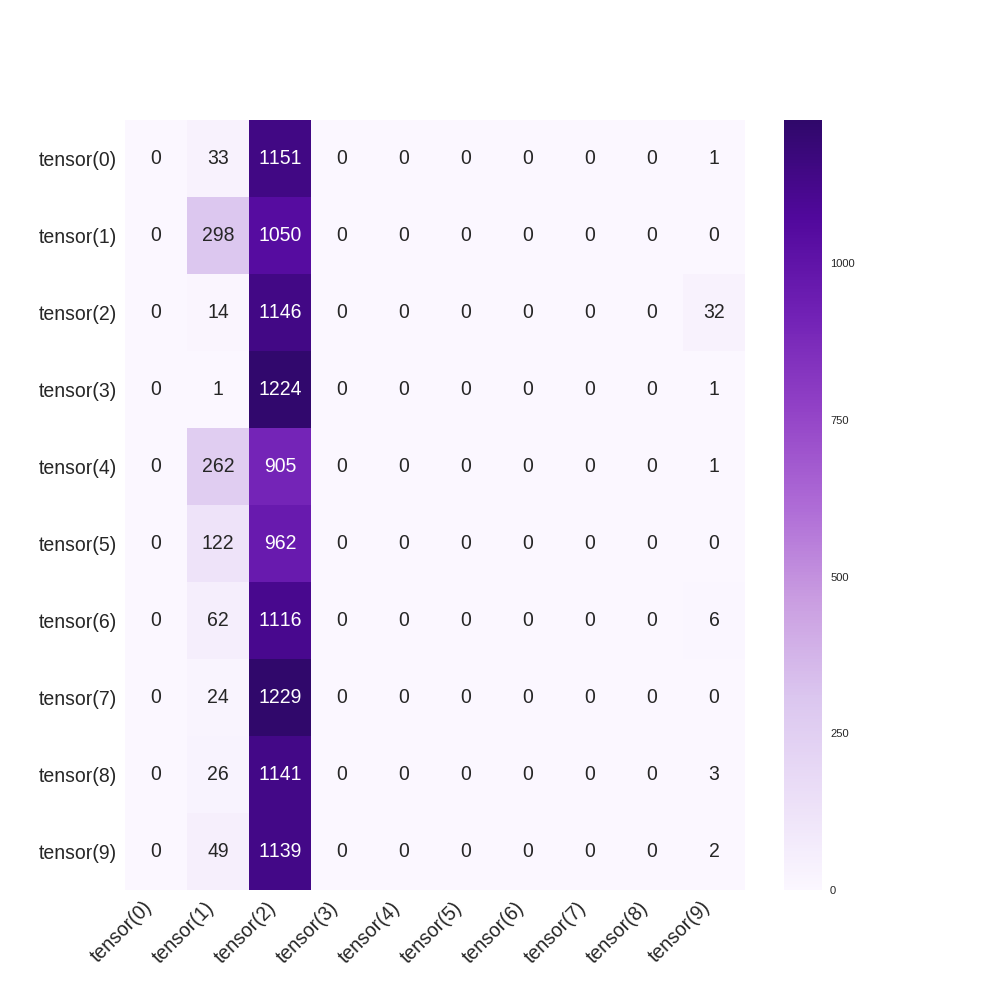 tensor(0) 0 33 1151 0 0 0 0 0 0 1
tensor(1) 0 298 1050 0 0 0 0 0 0 0
1000
tensor(2) 0 14 1146 0 0 0 0 0 0 32
tensor(3) 0 1 1224 0 0 0 0 0 0 1
750
tensor(4) 0 262 905 0 0 0 0 0 0 1
tensor(5) 0 122 962 0 0 0 0 0 0 0
500
tensor(6) 0 62 1116 0 0 0 0 0 0 6
tensor(7) 0 24 1229 0 0 0 0 0 0 0
250
tensor(8) 0 26 1141 0 0 0 0 0 0 3
tensor(9) 0 49 1139 0 0 0 0 0 0 2
0
tensor(0) tensor(1) tensor(2) tensor(3) tensor(4) tensor(5) tensor(6) tensor(7) tensor(8) tensor(9)